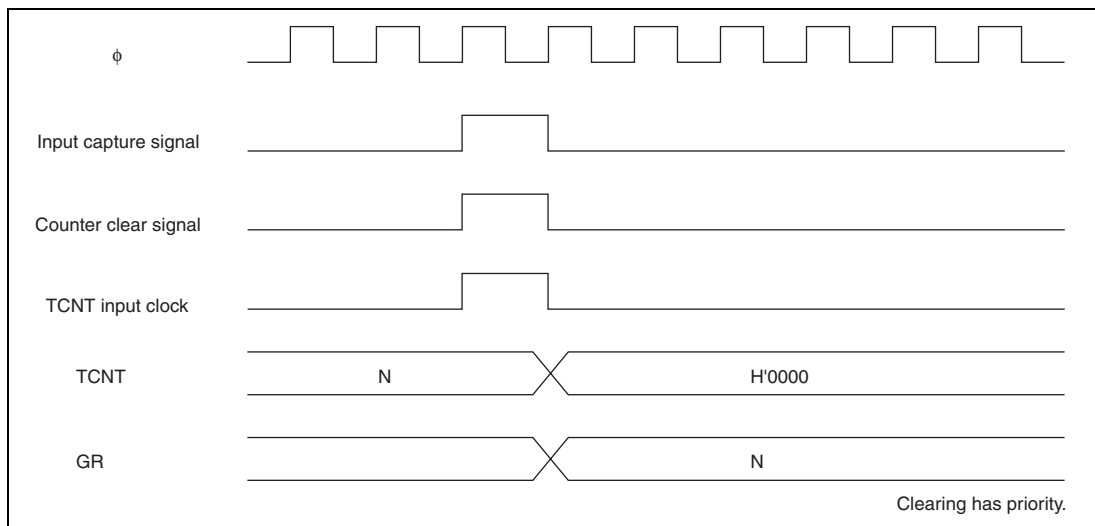 ϕ
Input capture signal
Counter clear signal
TCNT input clock
TCNT N H'0000
GR N
Clearing has priority.